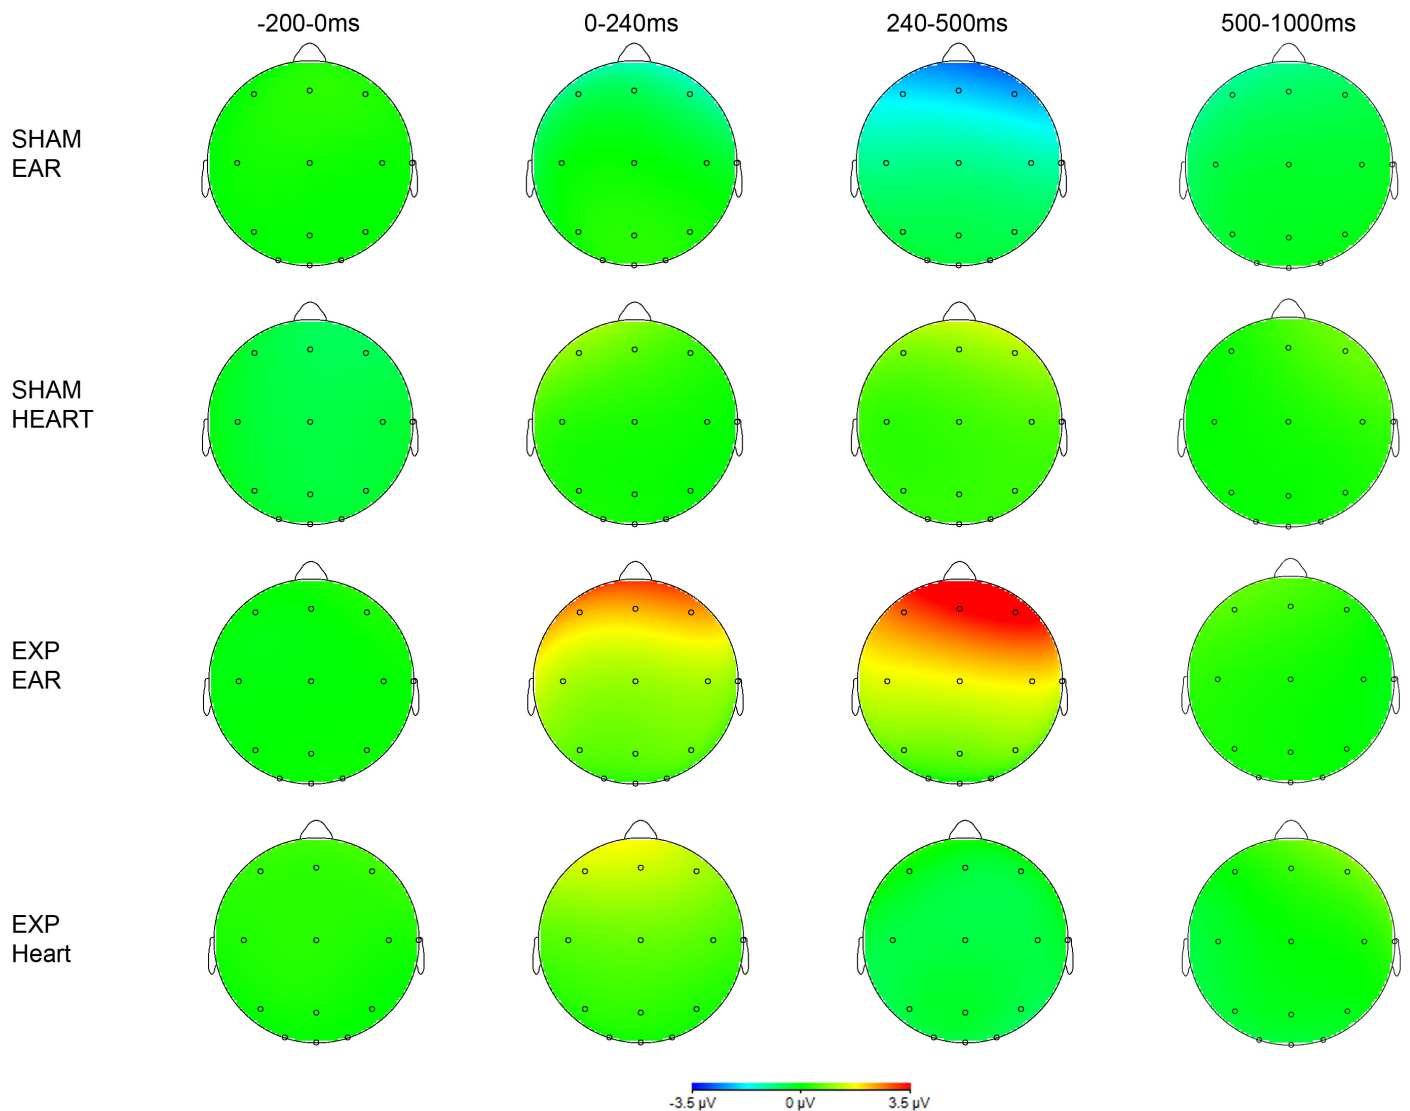 -200-0ms 0-240ms 240-500ms 500-1000ms
SHAM
EAR
SHAM
HEART
EXP
EAR
EXP
Heart
-3.5 µV 0 µV 3.5 µV